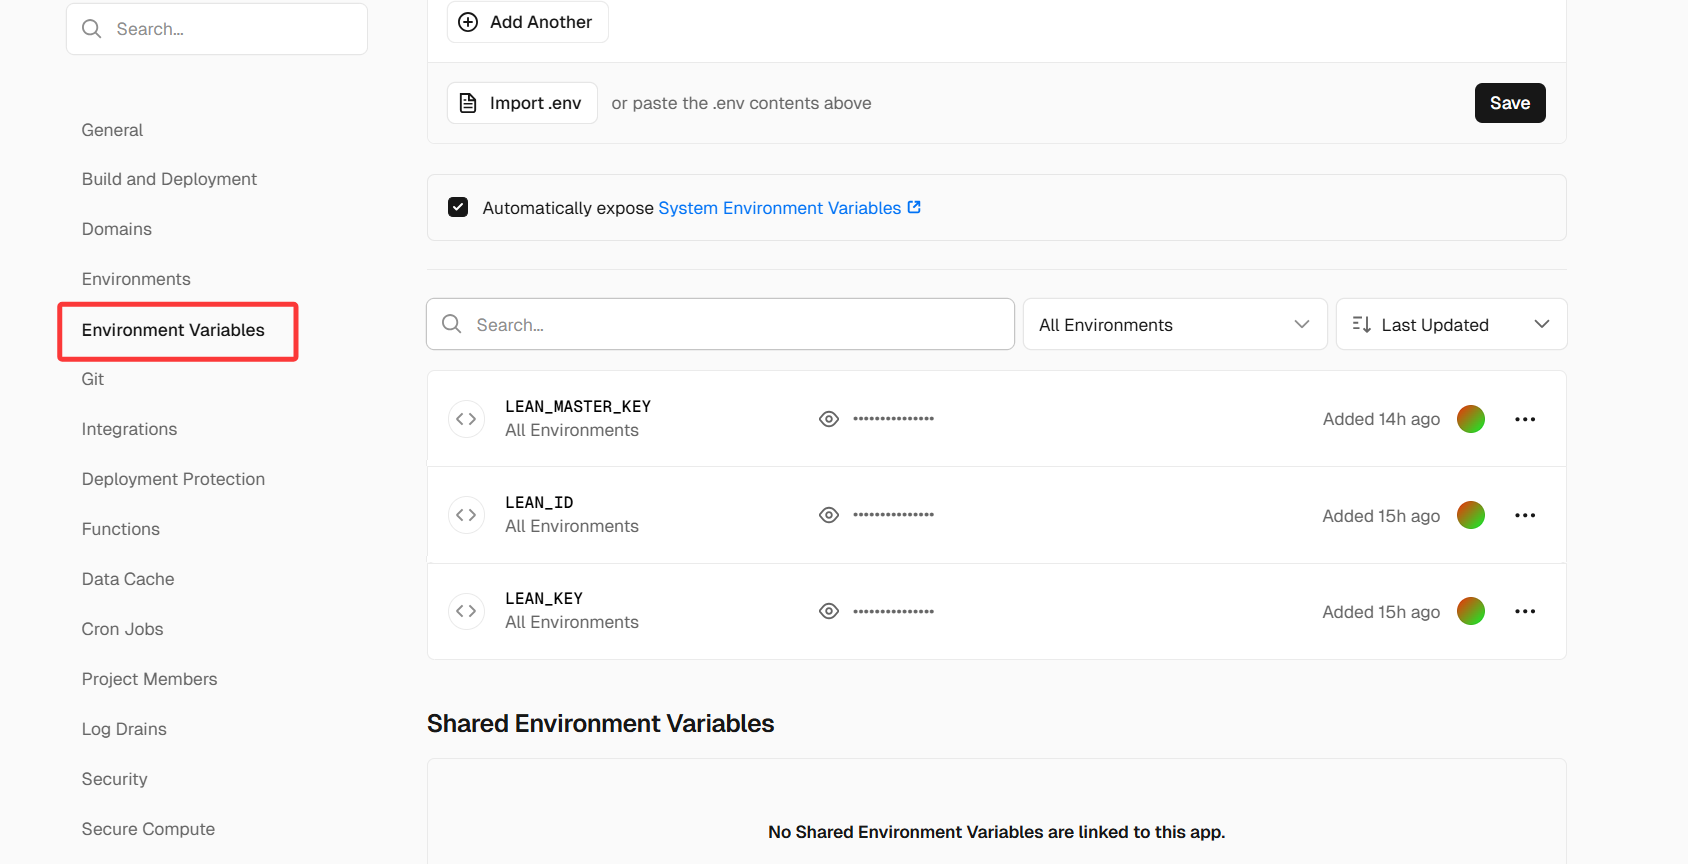 Search...
General
Build and Deployment
Domains
Environments
Environment Variables
Git
Integrations
Deployment Protection
Functions
Data Cache
Cron Jobs
Project Members
Log Drains
Security
Secure Compute
Add Another
Import .env or paste the .env contents above Save
Automatically expose System Environment Variables
Search... All Environments Last Updated
LEAN_MASTER_KEY
All Environments
•••••••••••••• Added 14h ago
LEAN_ID
All Environments
•••••••••••••• Added 15h ago
LEAN_KEY
All Environments
•••••••••••••• Added 15h ago
Shared Environment Variables
No Shared Environment Variables are linked to this app.